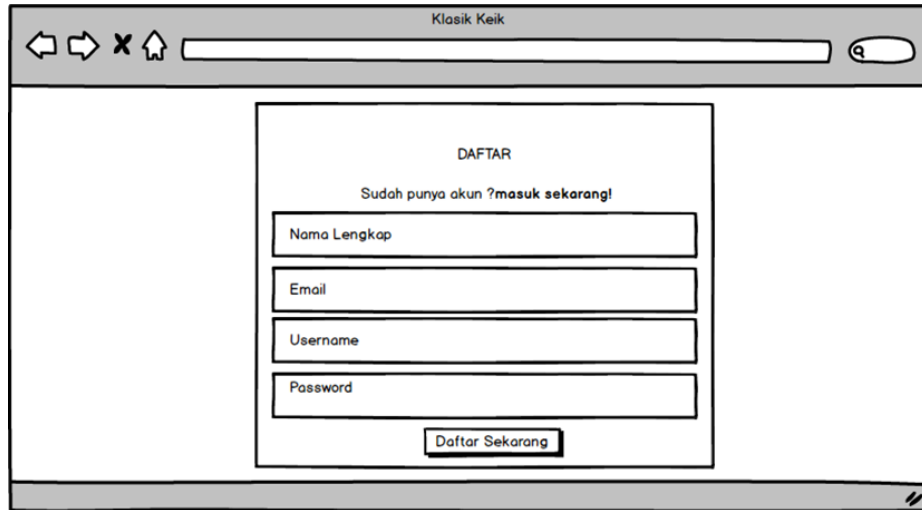 Klasik Keik
DAFTAR
Sudah punya akun ?masuk sekarang!
Nama Lengkap
Email
Username
Password
Daftar Sekarang